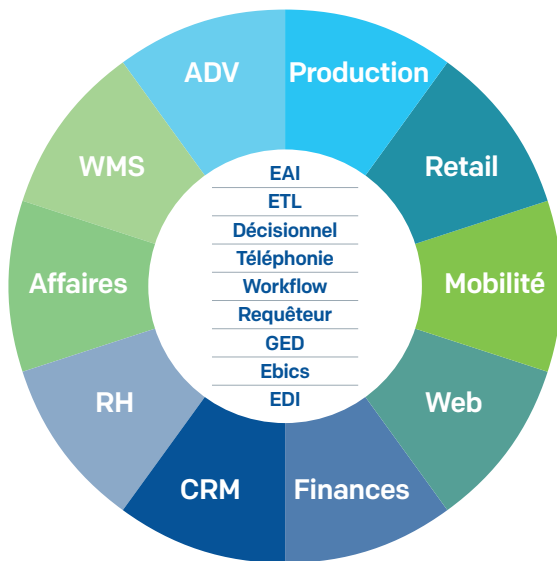 ADV
Production
WMS
Retail
EAI
ETL
Décisionnel
Téléphonie
Workflow
Requêteur
GED
Ebics
EDI
Affaires
Mobilité
RH
Web
CRM
Finances